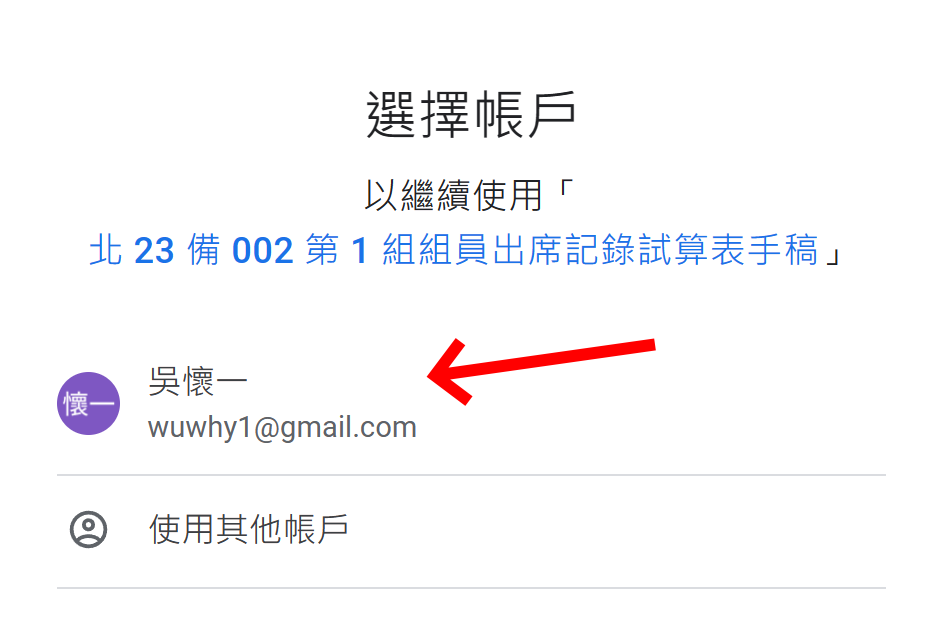 選擇帳戶
以繼續使用「
北 23 備 002 第 1 組組員出席記錄試算表手稿」
懷一
吳懷一
wuwhy1@gmail.com
使用其他帳戶